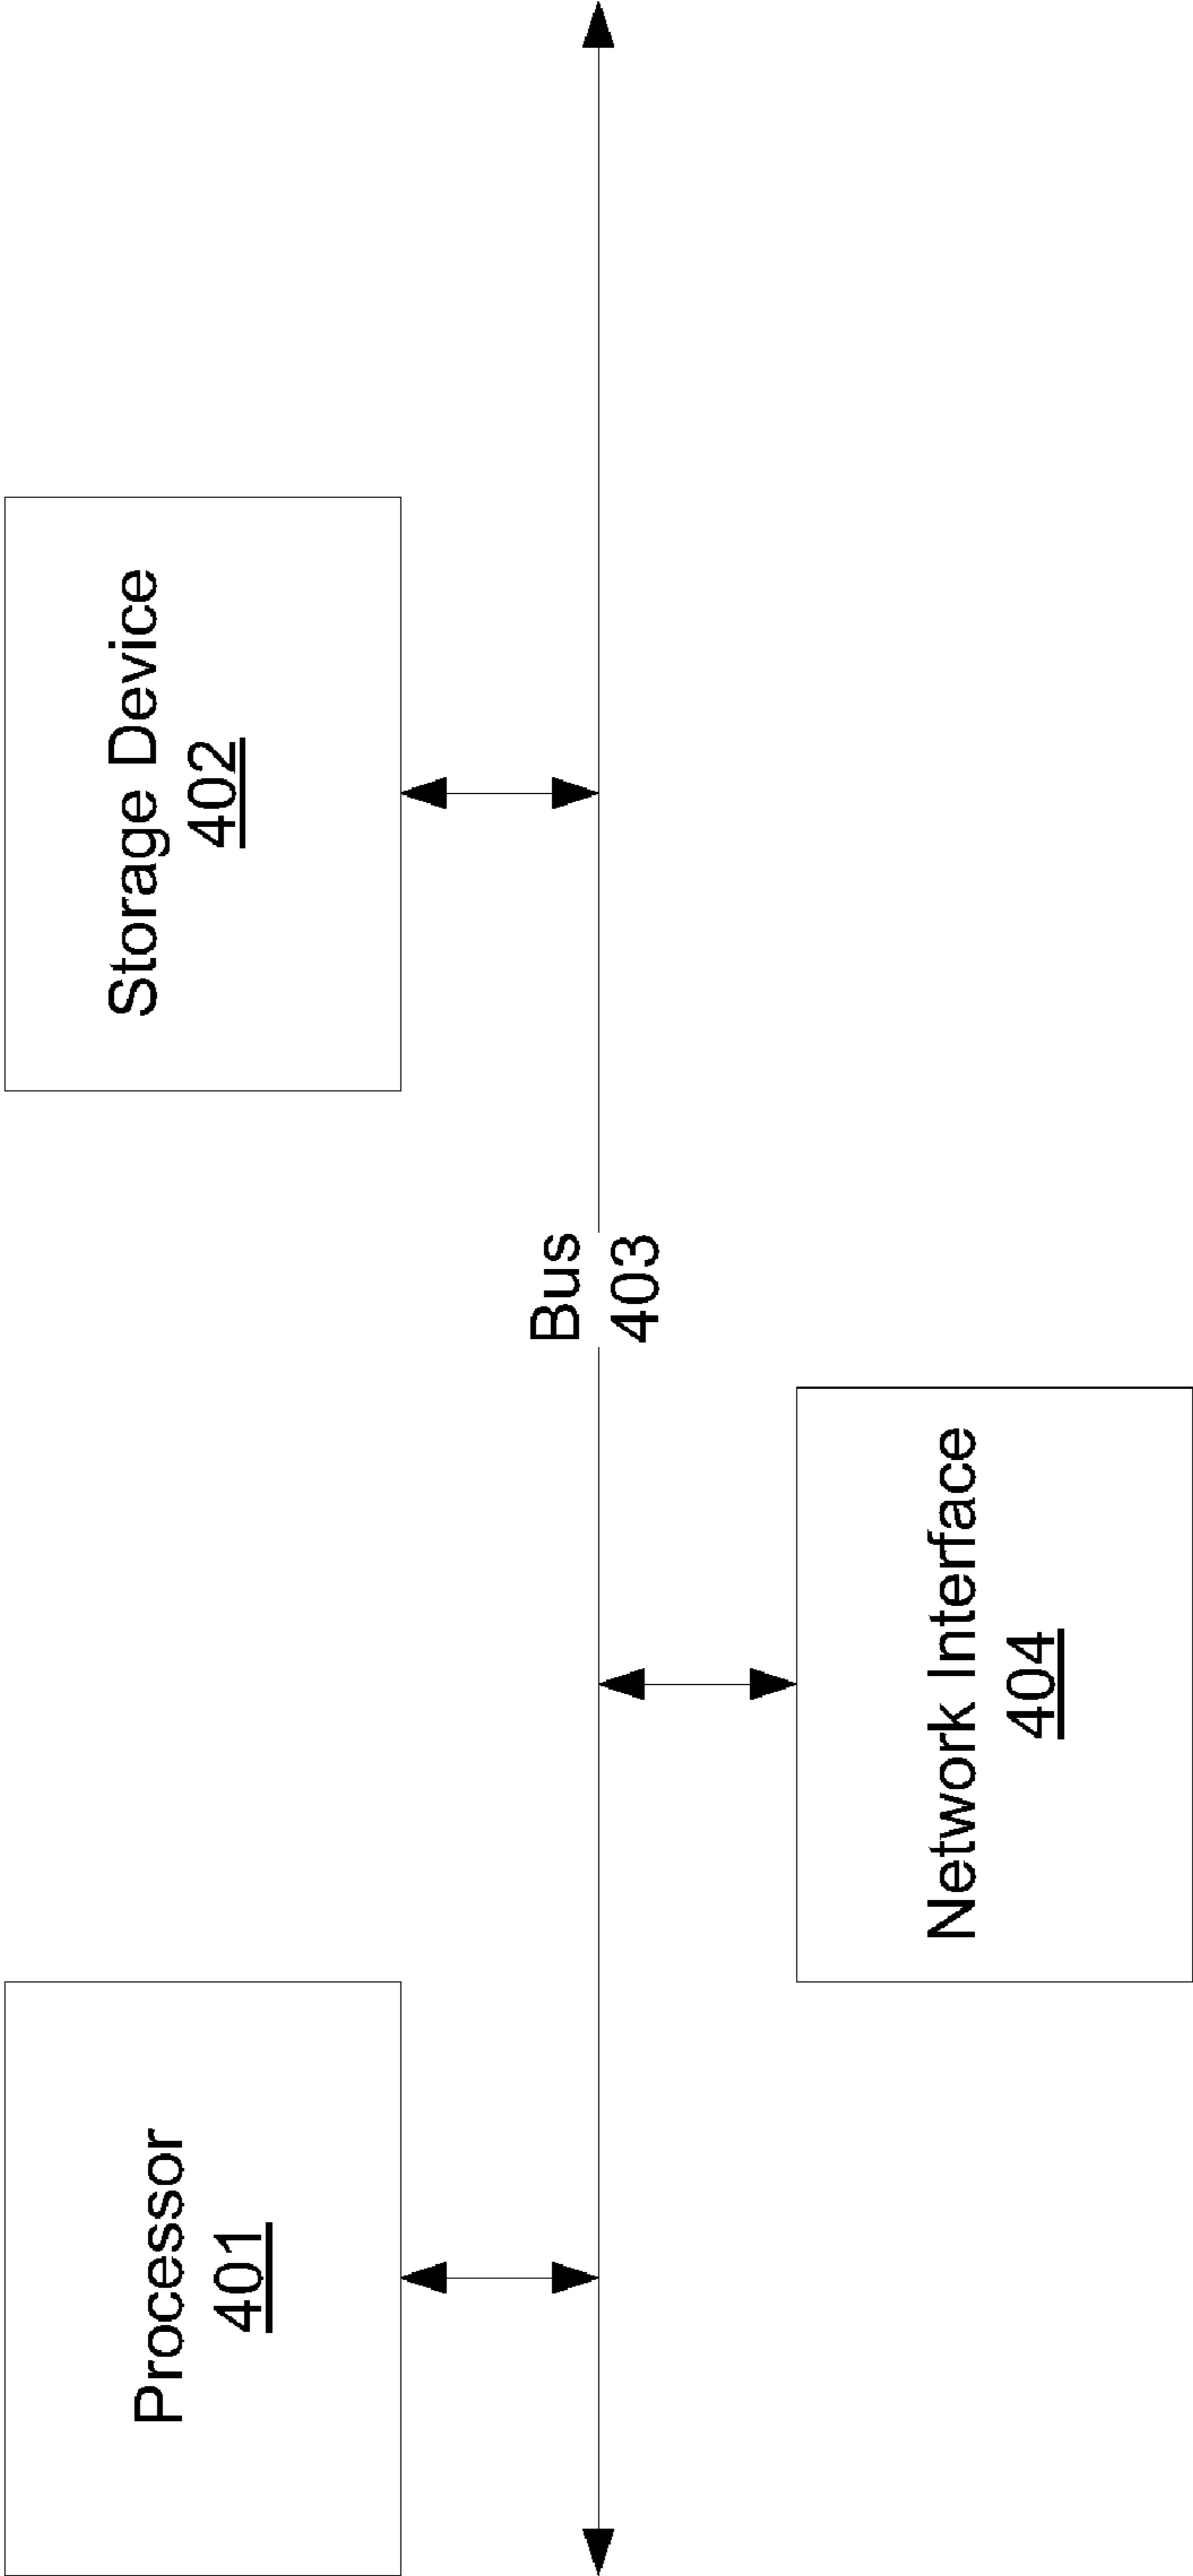 Processor
401
Storage Device
402
Bus
403
Network Interface
404